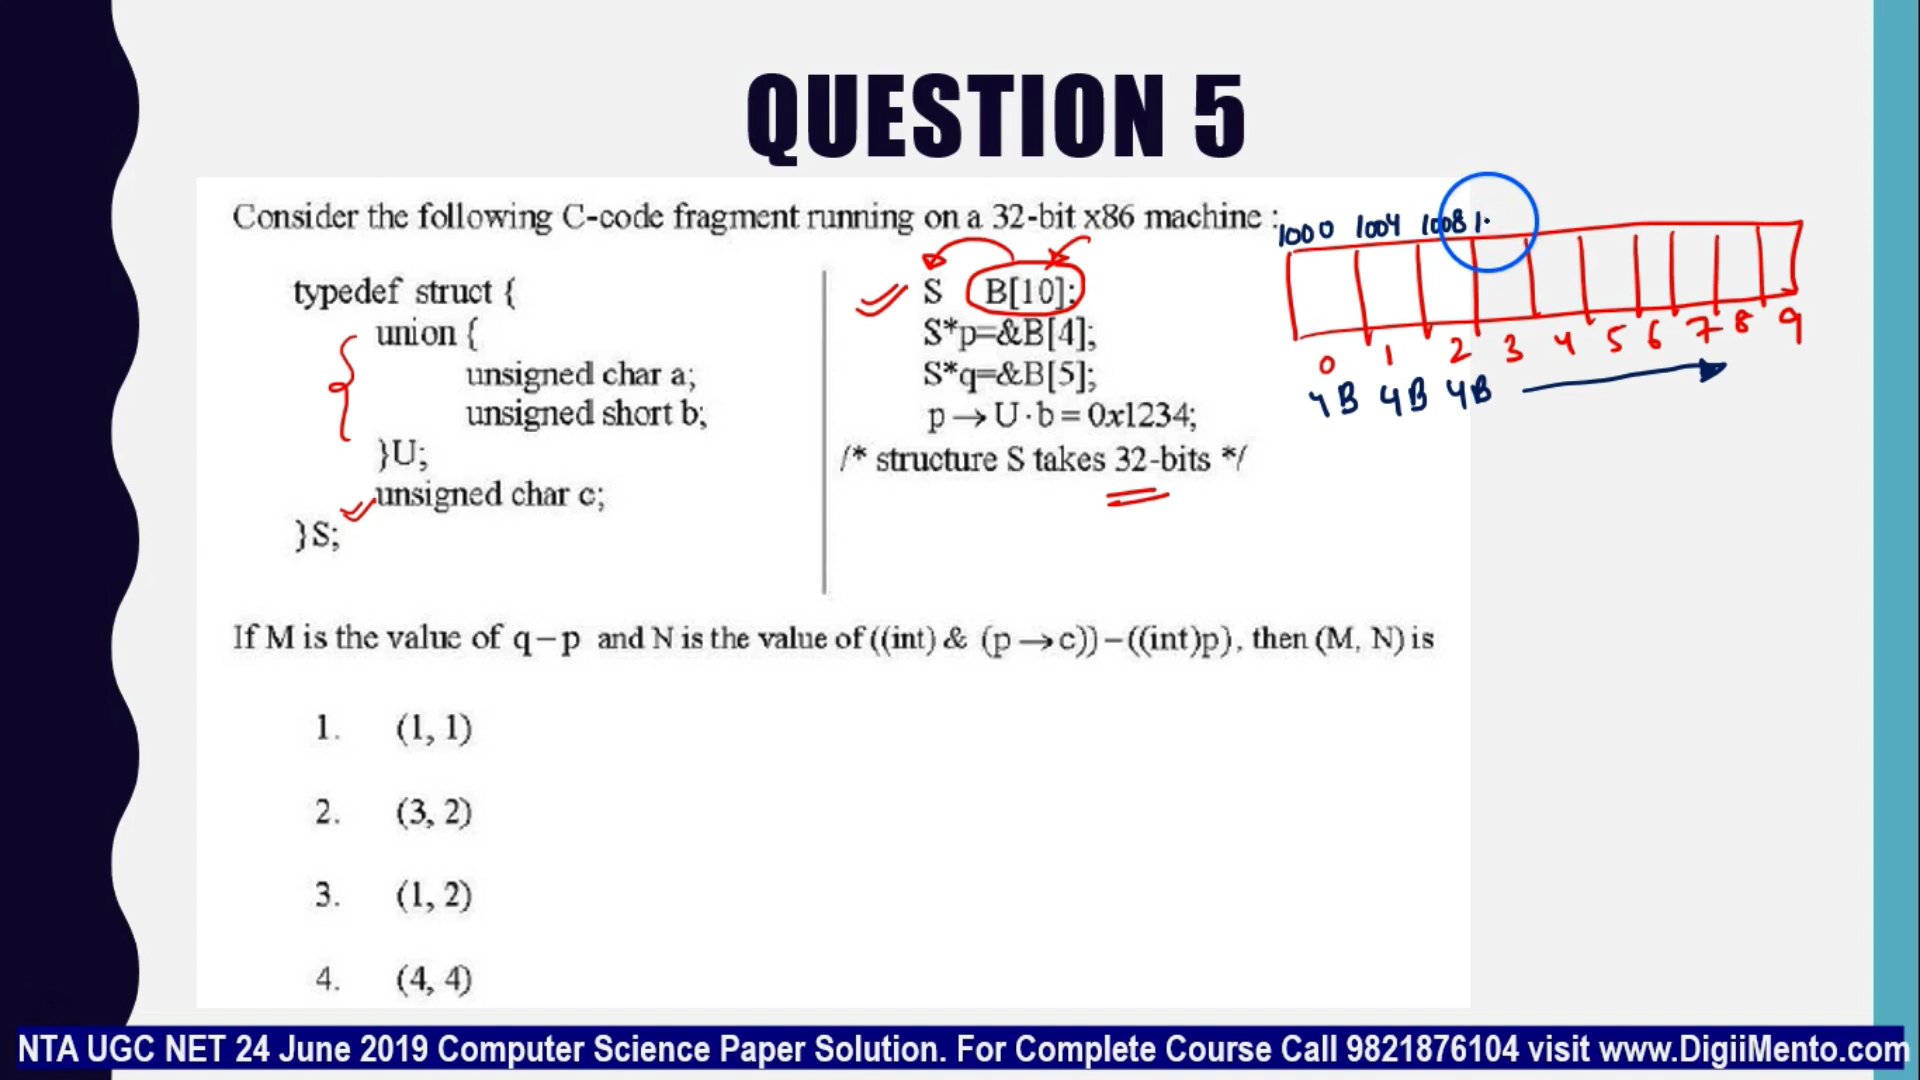 QUESTION 5
Consider the following C-code fragment running on a 32-bit x86 machine :
typedef struct {
union {
unsigned char a;
unsigned short b;
}U;
unsigned char c;
}S;
S B[10];
S*p=&B[4];
S*q=&B[5];
p→U·b=0x1234;
/* structure S takes 32-bits */
1000 1004 1008 1·
0 1 2 3 4 5 6 7 8 9
4B 4B 4B
If M is the value of q−p and N is the value of ((int) & (p→c))−((int)p), then (M, N) is
1. (1, 1)
2. (3, 2)
3. (1, 2)
4. (4, 4)
NTA UGC NET 24 June 2019 Computer Science Paper Solution. For Complete Course Call 9821876104 visit www.DigiiMento.com